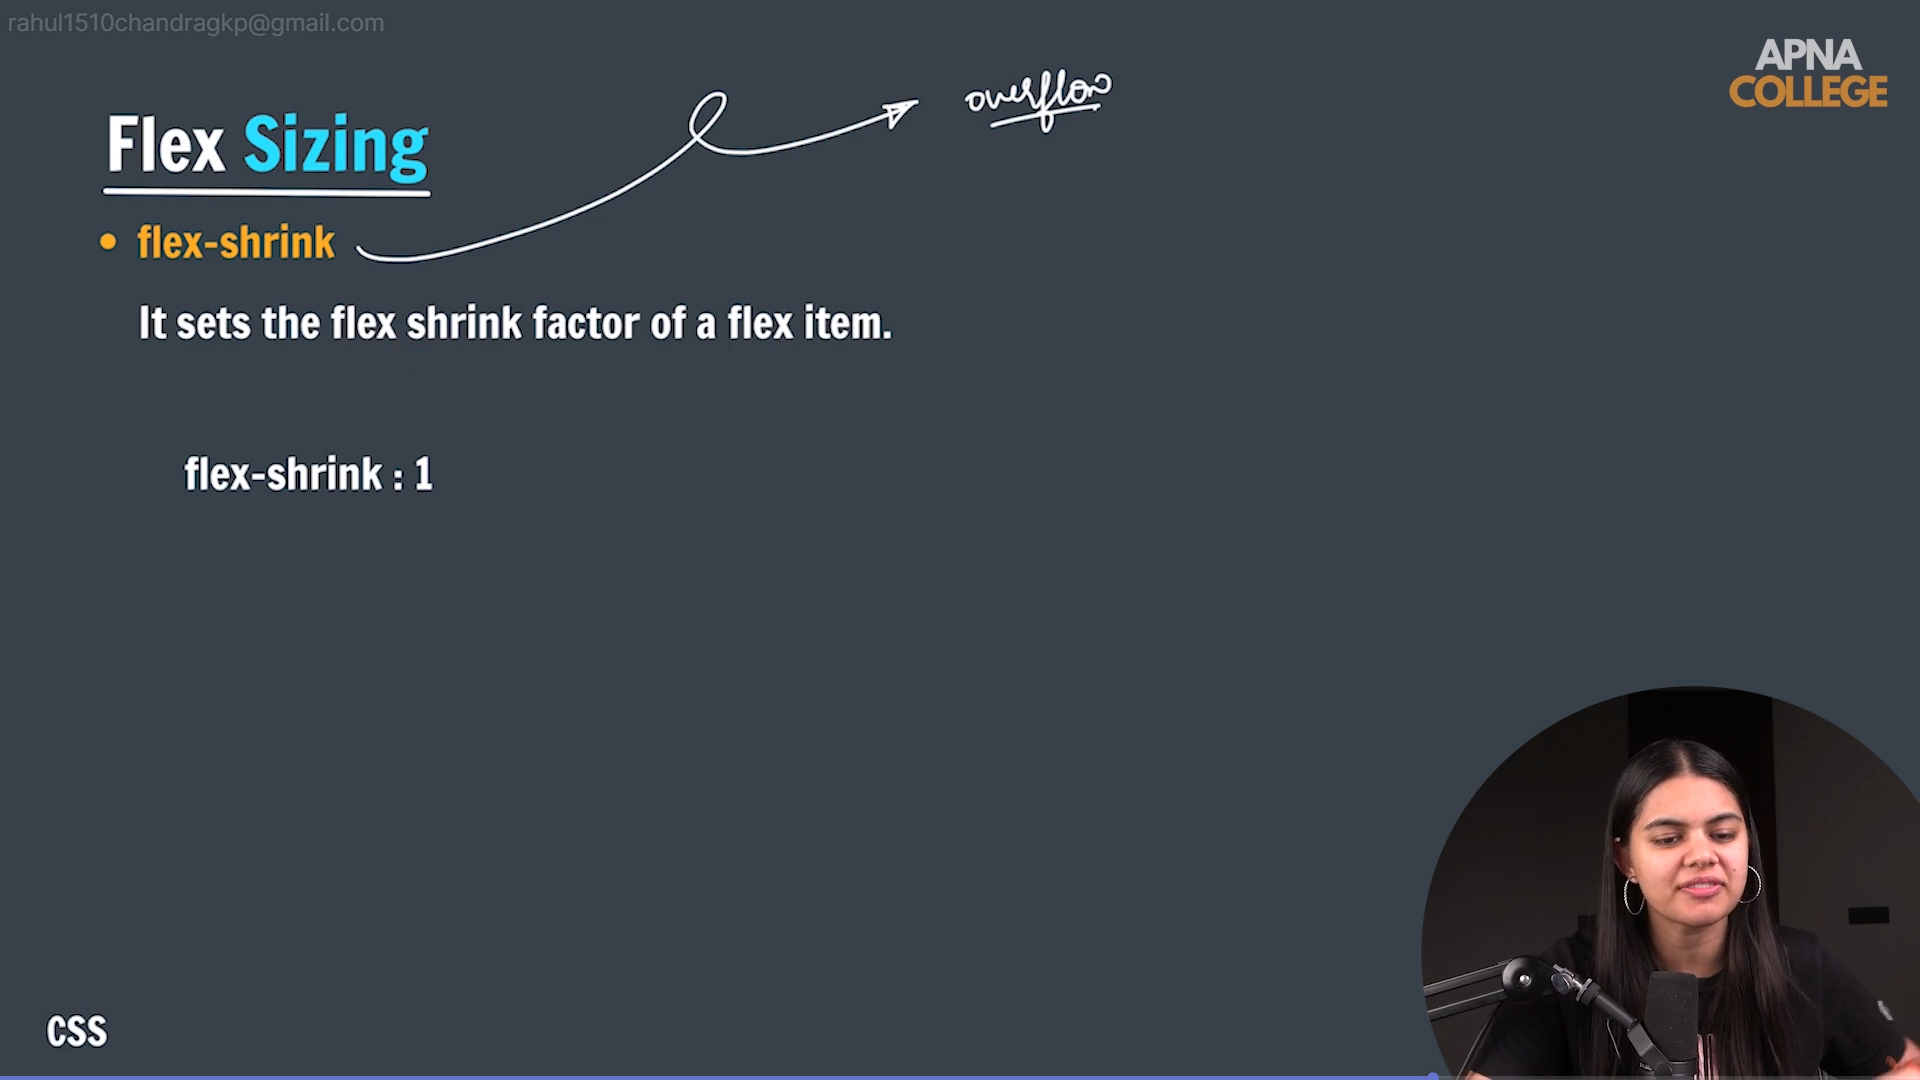 rahul1510chandragkp@gmail.com
APNA
COLLEGE
Flex Sizing
overflow
• flex-shrink
It sets the flex shrink factor of a flex item.
flex-shrink : 1
CSS